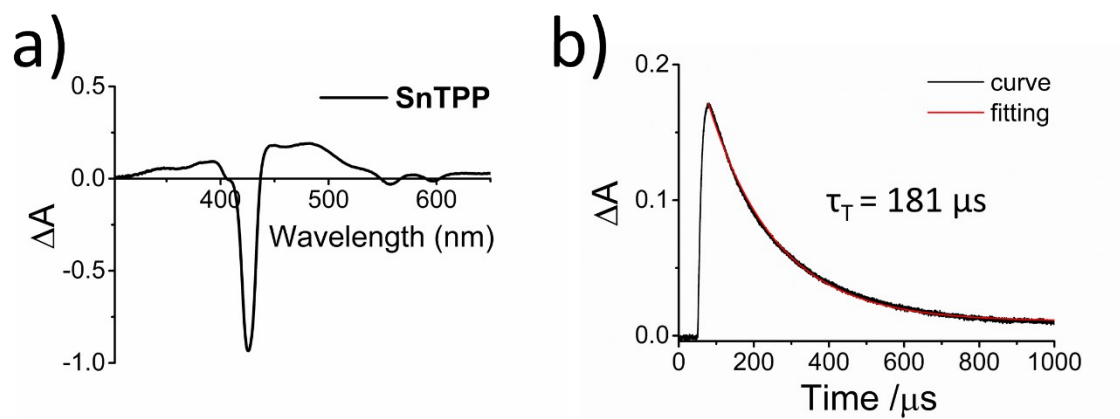 a)
0.5
0.0
-0.5
-1.0
ΔA
400
500
600
Wavelength (nm)
SnTPP
b)
0.2
0.1
0.0
ΔA
curve
fitting
τT = 181 μs
0
200
400
600
800
1000
Time /μs